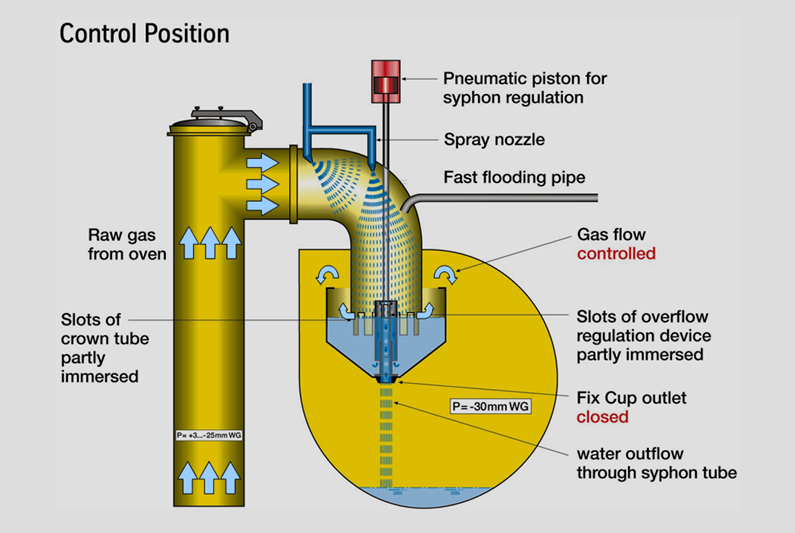 Control Position
Pneumatic piston for
syphon regulation
Spray nozzle
Fast flooding pipe
Raw gas
from oven
Gas flow
controlled
Slots of
crown tube
partly
immersed
Slots of overflow
regulation device
partly immersed
Fix Cup outlet
closed
P= -30mm WG
P= +3...-25mm WG
water outflow
through syphon tube